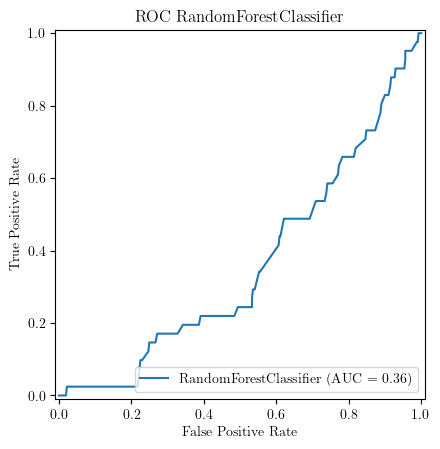 ROC RandomForestClassifier
1.0
0.8
0.6
0.4
0.2
0.0
True Positive Rate
RandomForestClassifier (AUC = 0.36)
0.0 0.2 0.4 0.6 0.8 1.0
False Positive Rate